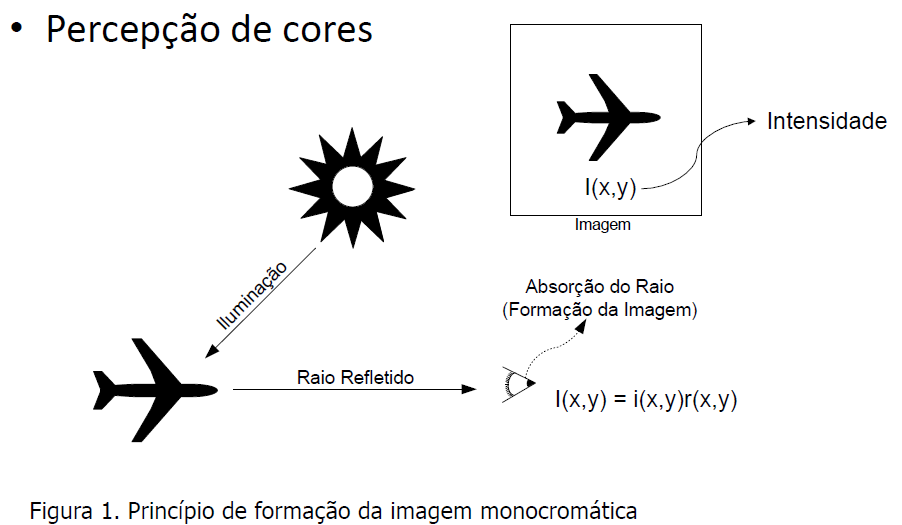 • Percepção de cores
Intensidade
I(x,y)
Imagem
Iluminação
Absorção do Raio
(Formação da Imagem)
Raio Refletido
I(x,y) = i(x,y)r(x,y)
Figura 1. Princípio de formação da imagem monocromática